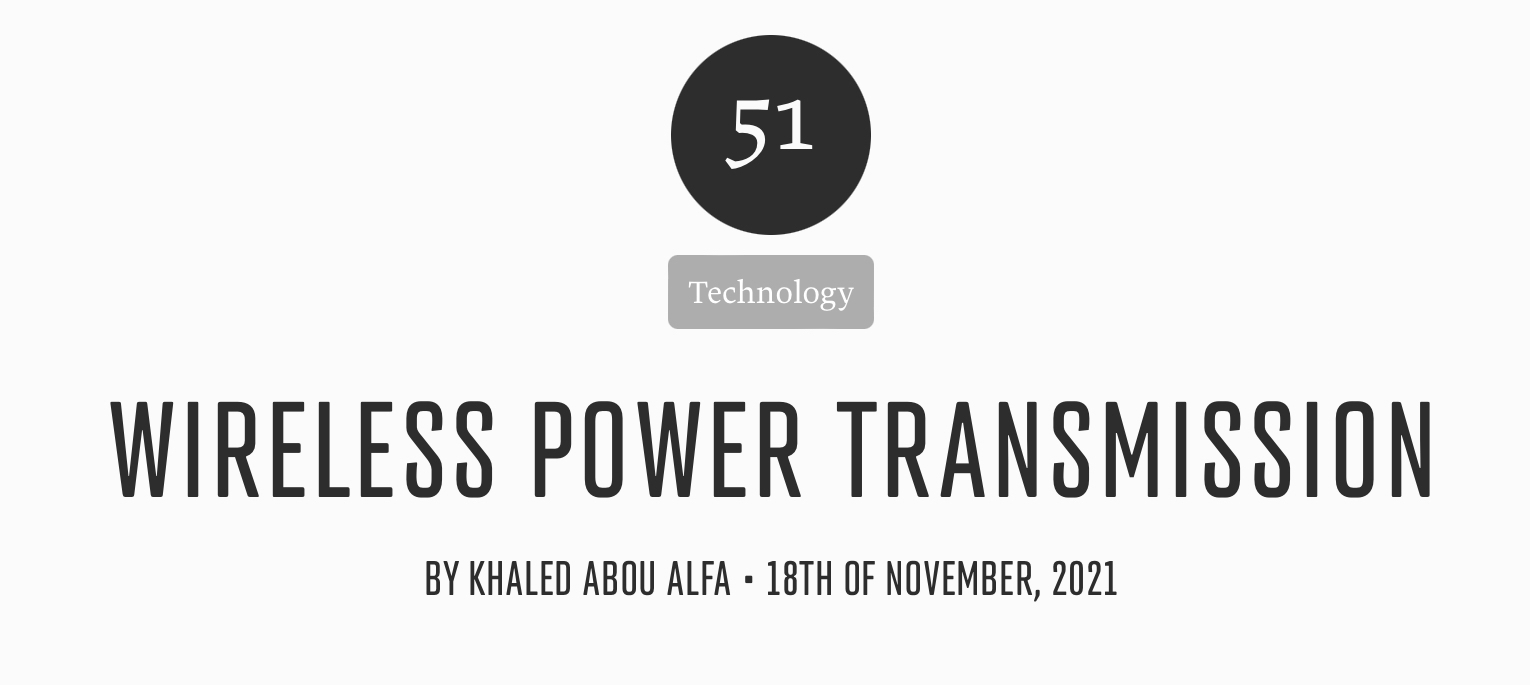 51
Technology
WIRELESS POWER TRANSMISSION
BY KHALED ABOU ALFA ▪ 18TH OF NOVEMBER, 2021